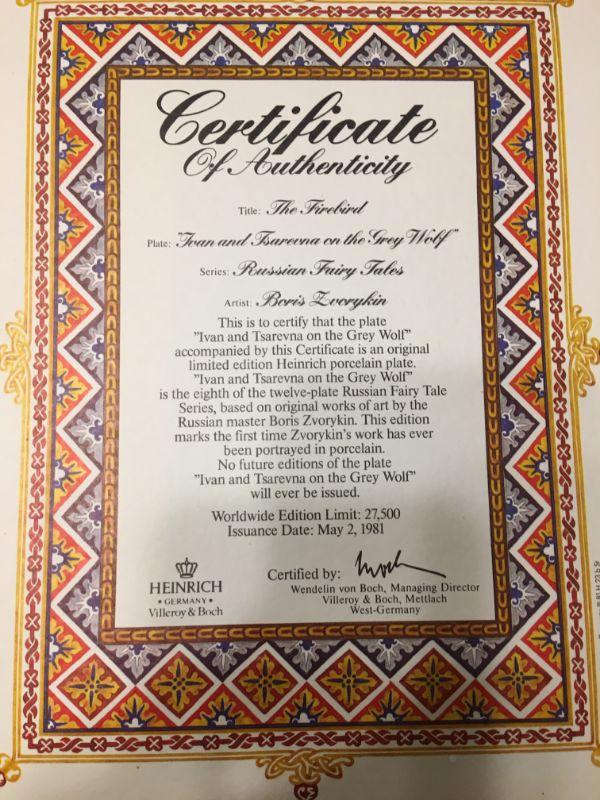 Certificate
Of Authenticity
Title: The Firebird
Plate: "Ivan and Tsarevna on the Grey Wolf"
Series: Russian Fairy Tales
Artist: Boris Zvorykin
This is to certify that the plate
"Ivan and Tsarevna on the Grey Wolf"
accompanied by this Certificate is an original
limited edition Heinrich porcelain plate.
"Ivan and Tsarevna on the Grey Wolf"
is the eighth of the twelve-plate Russian Fairy Tale
Series, based on original works of art by the
Russian master Boris Zvorykin. This edition
marks the first time Zvorykin's work has ever
been portrayed in porcelain.
No future editions of the plate
"Ivan and Tsarevna on the Grey Wolf"
will ever be issued.
Worldwide Edition Limit: 27,500
Issuance Date: May 2, 1981
HEINRICH
• GERMANY •
Villeroy & Boch
Certified by:
Wendelin von Boch, Managing Director
Villeroy & Boch, Mettlach
West-Germany